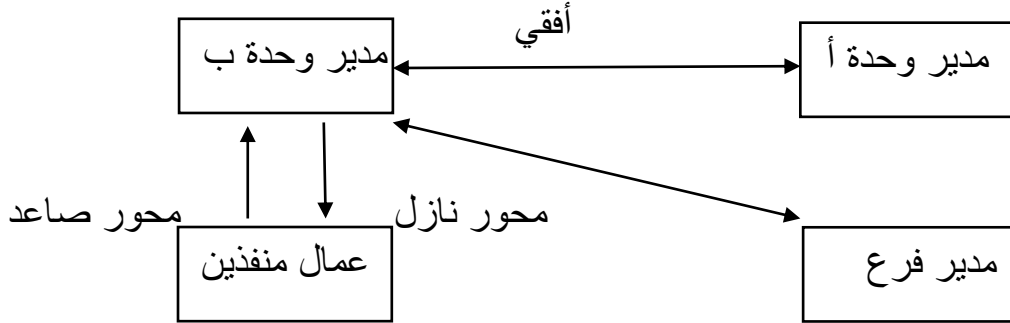 أفقي
مدير وحدة أ
مدير وحدة ب
محور نازل
محور صاعد
مدير فرع
عمال منفذين